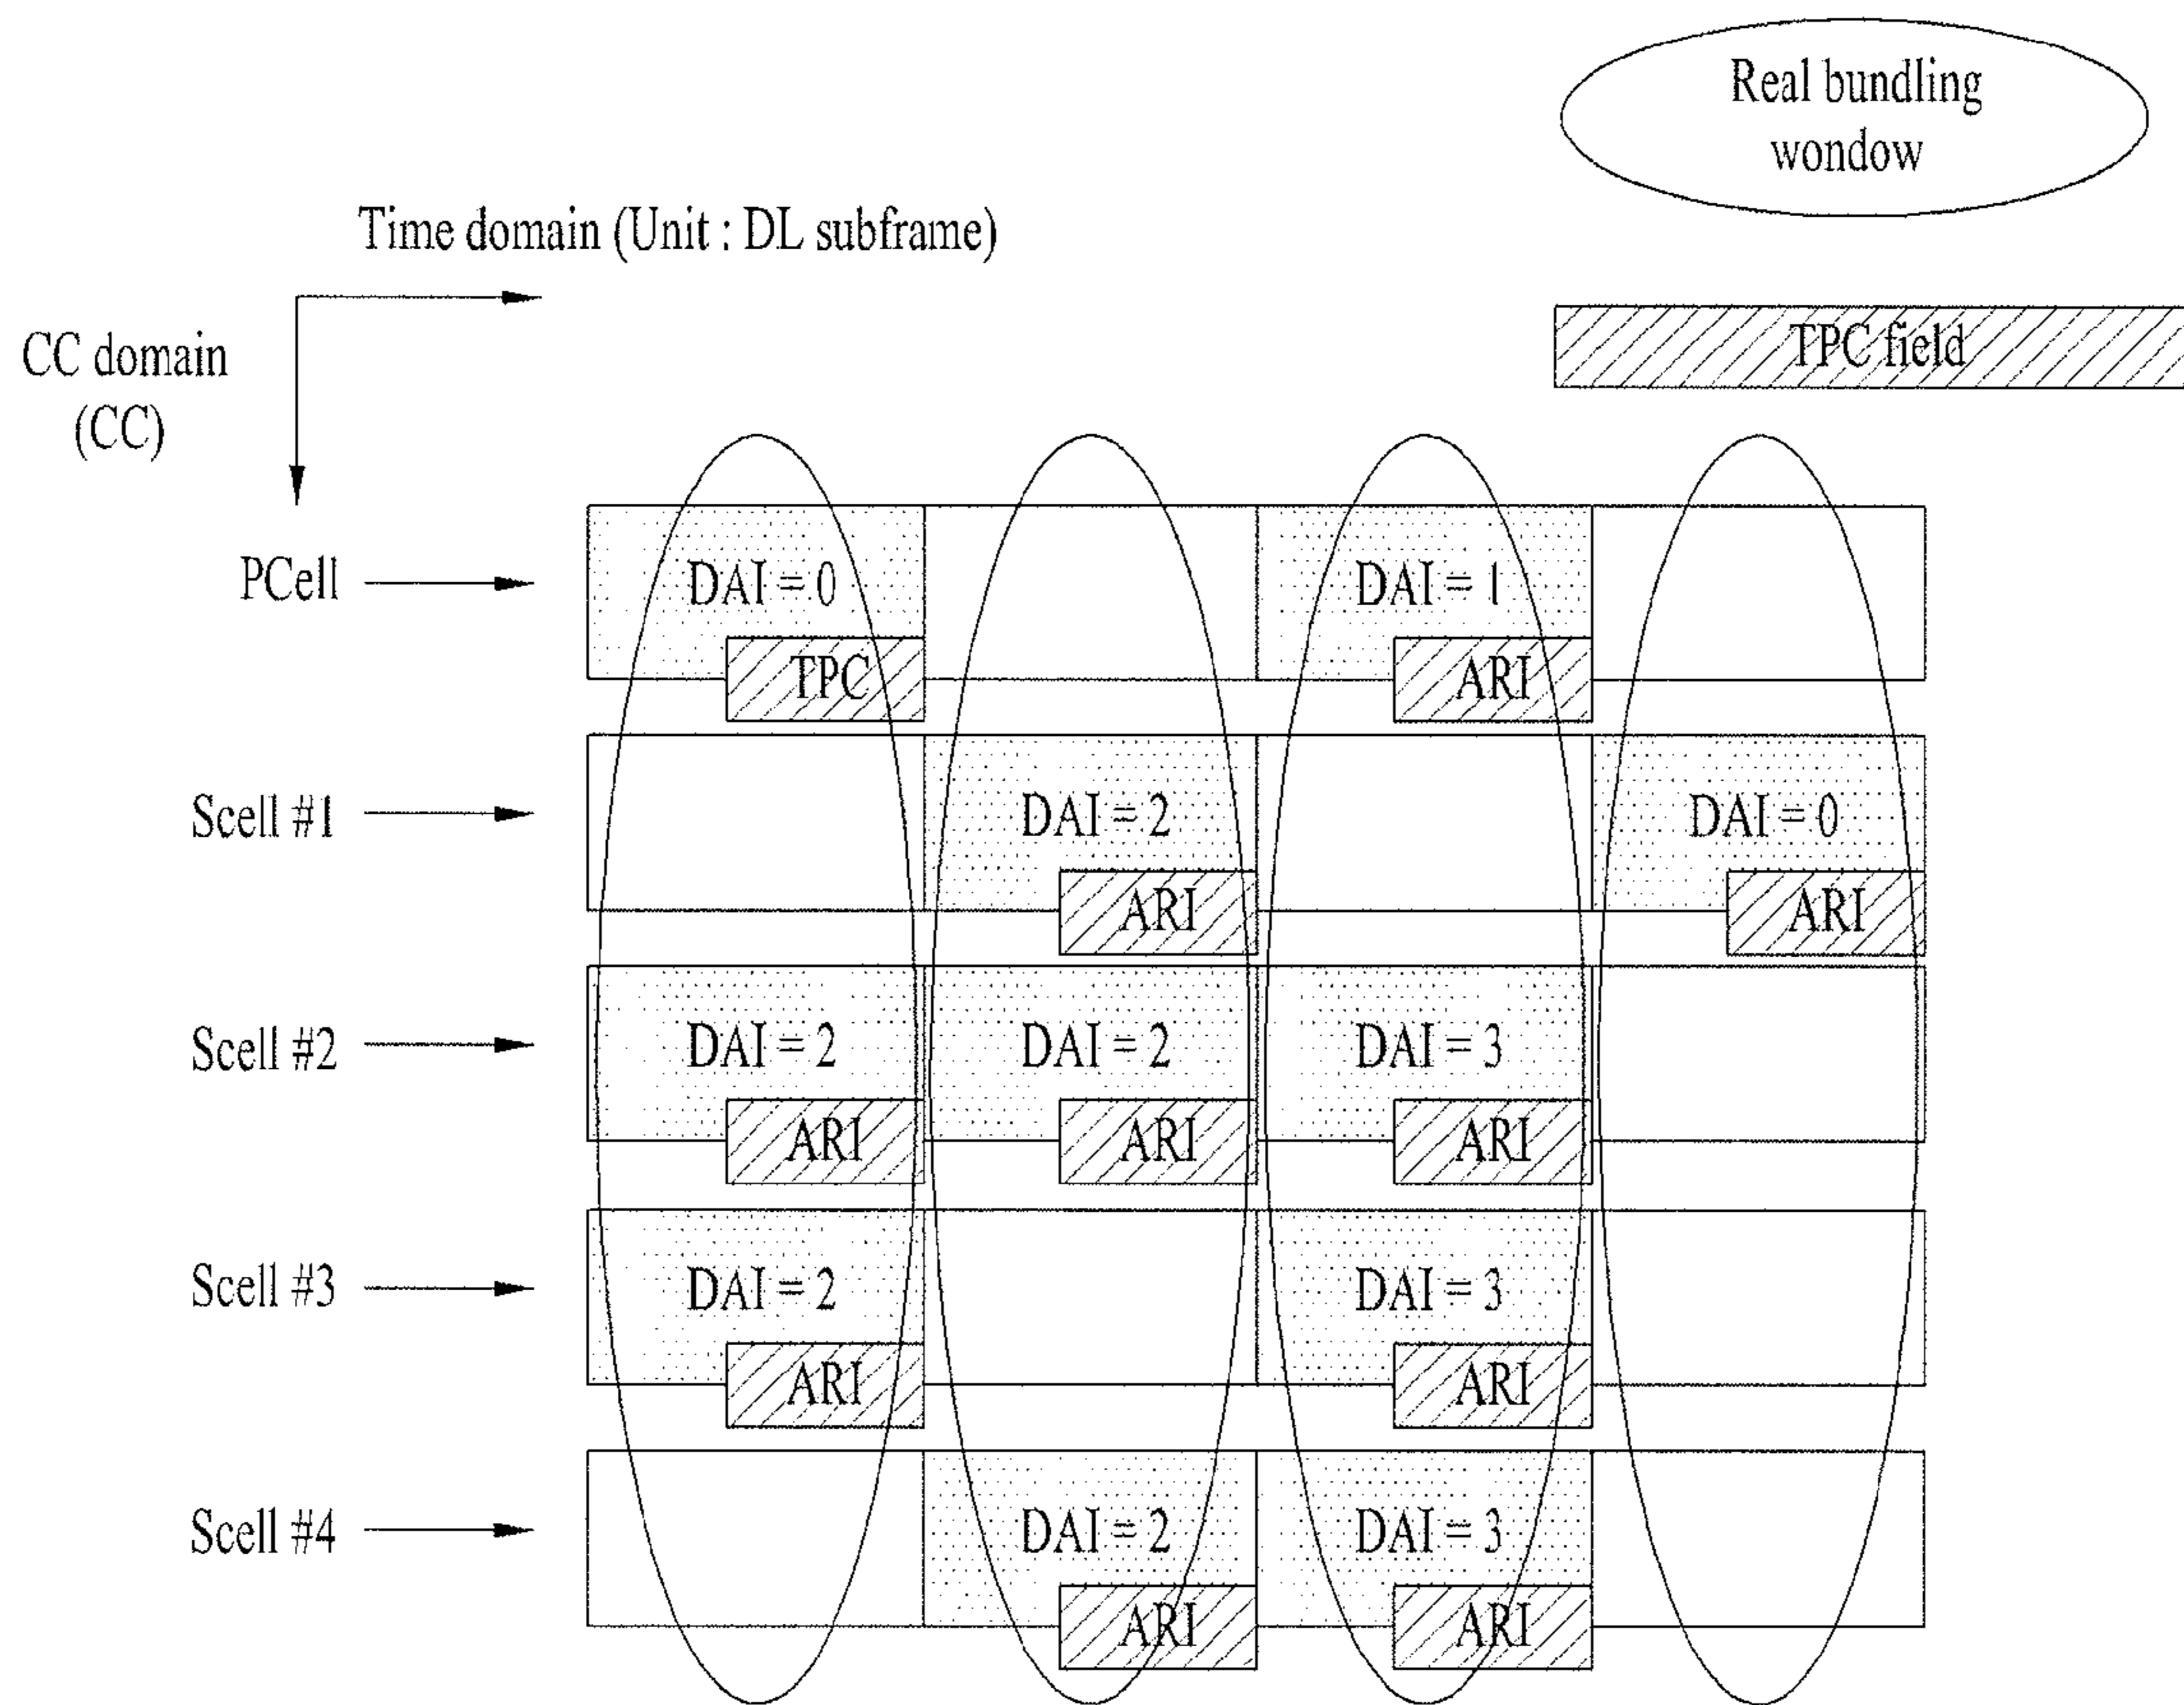 Real bundling
wondow
Time domain (Unit : DL subframe)
TPC field
CC domain
(CC)
PCell
DAI = 0
DAI = 1
TPC
ARI
Scell #1
DAI = 2
DAI = 0
ARI
ARI
Scell #2
DAI = 2
DAI = 2
DAI = 3
ARI
ARI
ARI
Scell #3
DAI = 2
DAI = 3
ARI
ARI
Scell #4
DAI = 2
DAI = 3
ARI
ARI